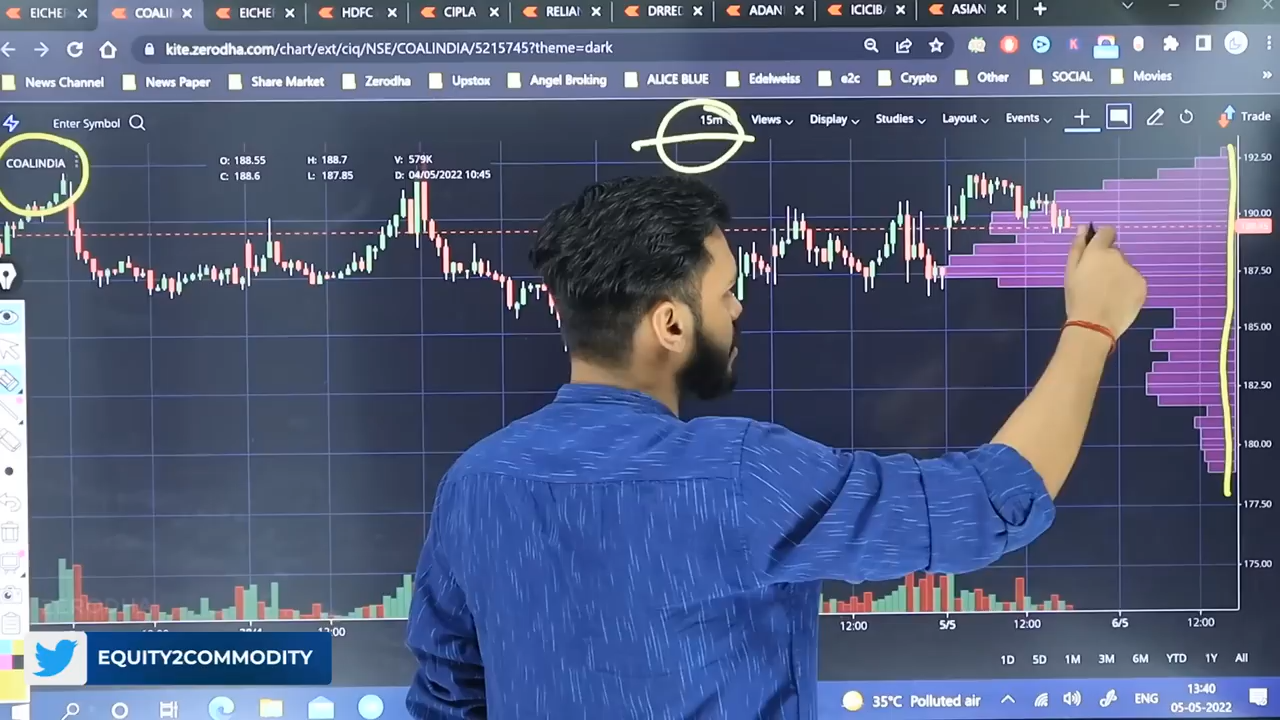 EICHE COALI EICHE HDFC CIPLA RELIAN DRRED ADAN ICICIB ASIAN
kite.zerodha.com/chart/ext/ciq/NSE/COALINDIA/5215745?theme=dark
News Channel News Paper Share Market Zerodha Upstox Angel Broking ALICE BLUE Edelweiss e2c Crypto Other SOCIAL Movies
Enter Symbol 15m Views Display Studies Layout Events Trade
COALINDIA
O: 188.55 H: 188.7 V: 579K
C: 188.6 L: 187.85 D: 04/05/2022 10:45
192.50
190.00
187.50
185.00
182.50
180.00
177.50
175.00
12:00 12:00 5/5 12:00 6/5 12:00
EQUITY2COMMODITY
1D 5D 1M 3M 6M YTD 1Y All
35°C Polluted air ENG 13:40
05-05-2022